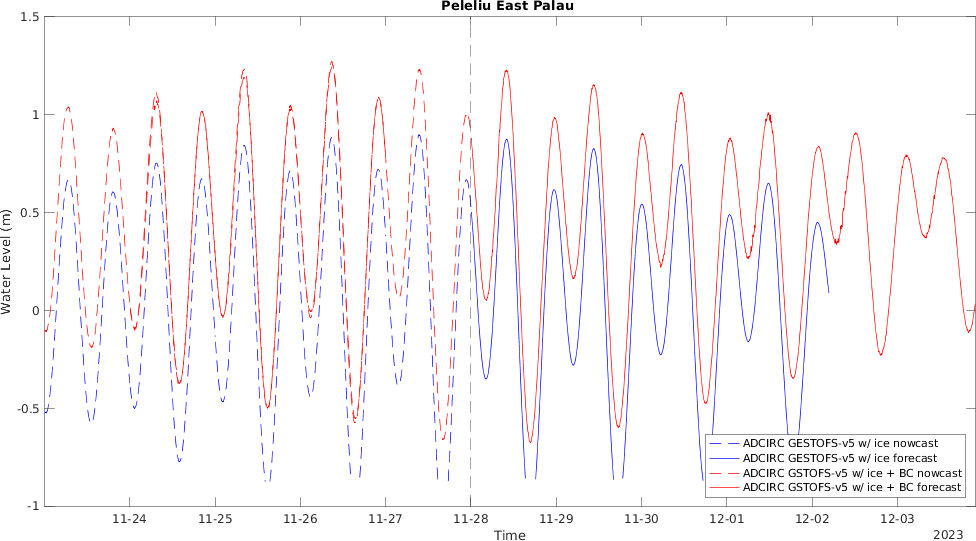 Peleliu East Palau
1.5
1
0.5
0
-0.5
-1
Water Level (m)
11-24
11-25
11-26
11-27
11-28
11-29
11-30
12-01
12-02
12-03
Time
2023
ADCIRC GESTOFS-v5 w/ ice nowcast
ADCIRC GESTOFS-v5 w/ ice forecast
ADCIRC GSTOFS-v5 w/ ice + BC nowcast
ADCIRC GSTOFS-v5 w/ ice + BC forecast